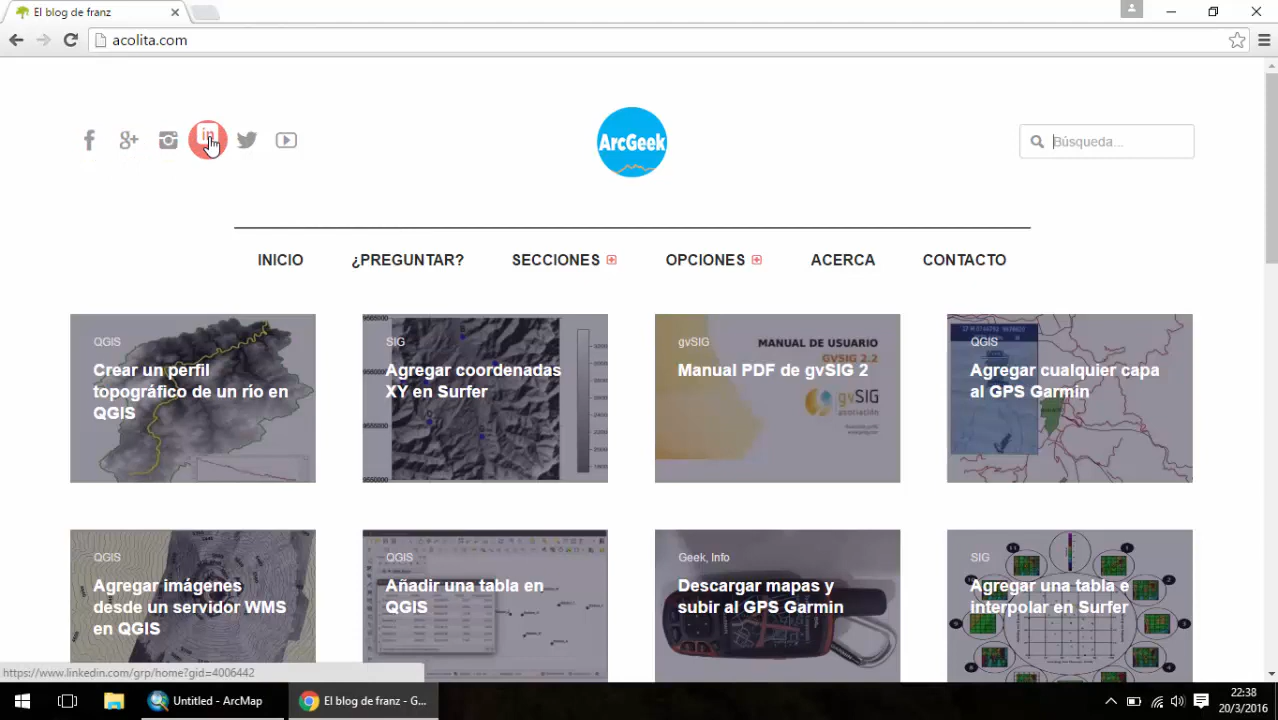 El blog de franz
acolita.com
in
ArcGeek
Búsqueda...
INICIO
¿PREGUNTAR?
SECCIONES
OPCIONES
ACERCA
CONTACTO
QGIS
Crear un perfil
topográfico de un río en
QGIS
SIG
Agregar coordenadas
XY en Surfer
gvSIG
MANUAL DE USUARIO
GVSIG 2.2
Manual PDF de gvSIG 2
gvSIG
QGIS
Agregar cualquier capa
al GPS Garmin
QGIS
Agregar imágenes
desde un servidor WMS
en QGIS
QGIS
Añadir una tabla en
QGIS
Geek, Info
Descargar mapas y
subir al GPS Garmin
SIG
Agregar una tabla e
interpolar en Surfer
https://www.linkedin.com/grp/home?gid=4006442
Untitled - ArcMap
El blog de franz - G...
22:38
20/3/2016